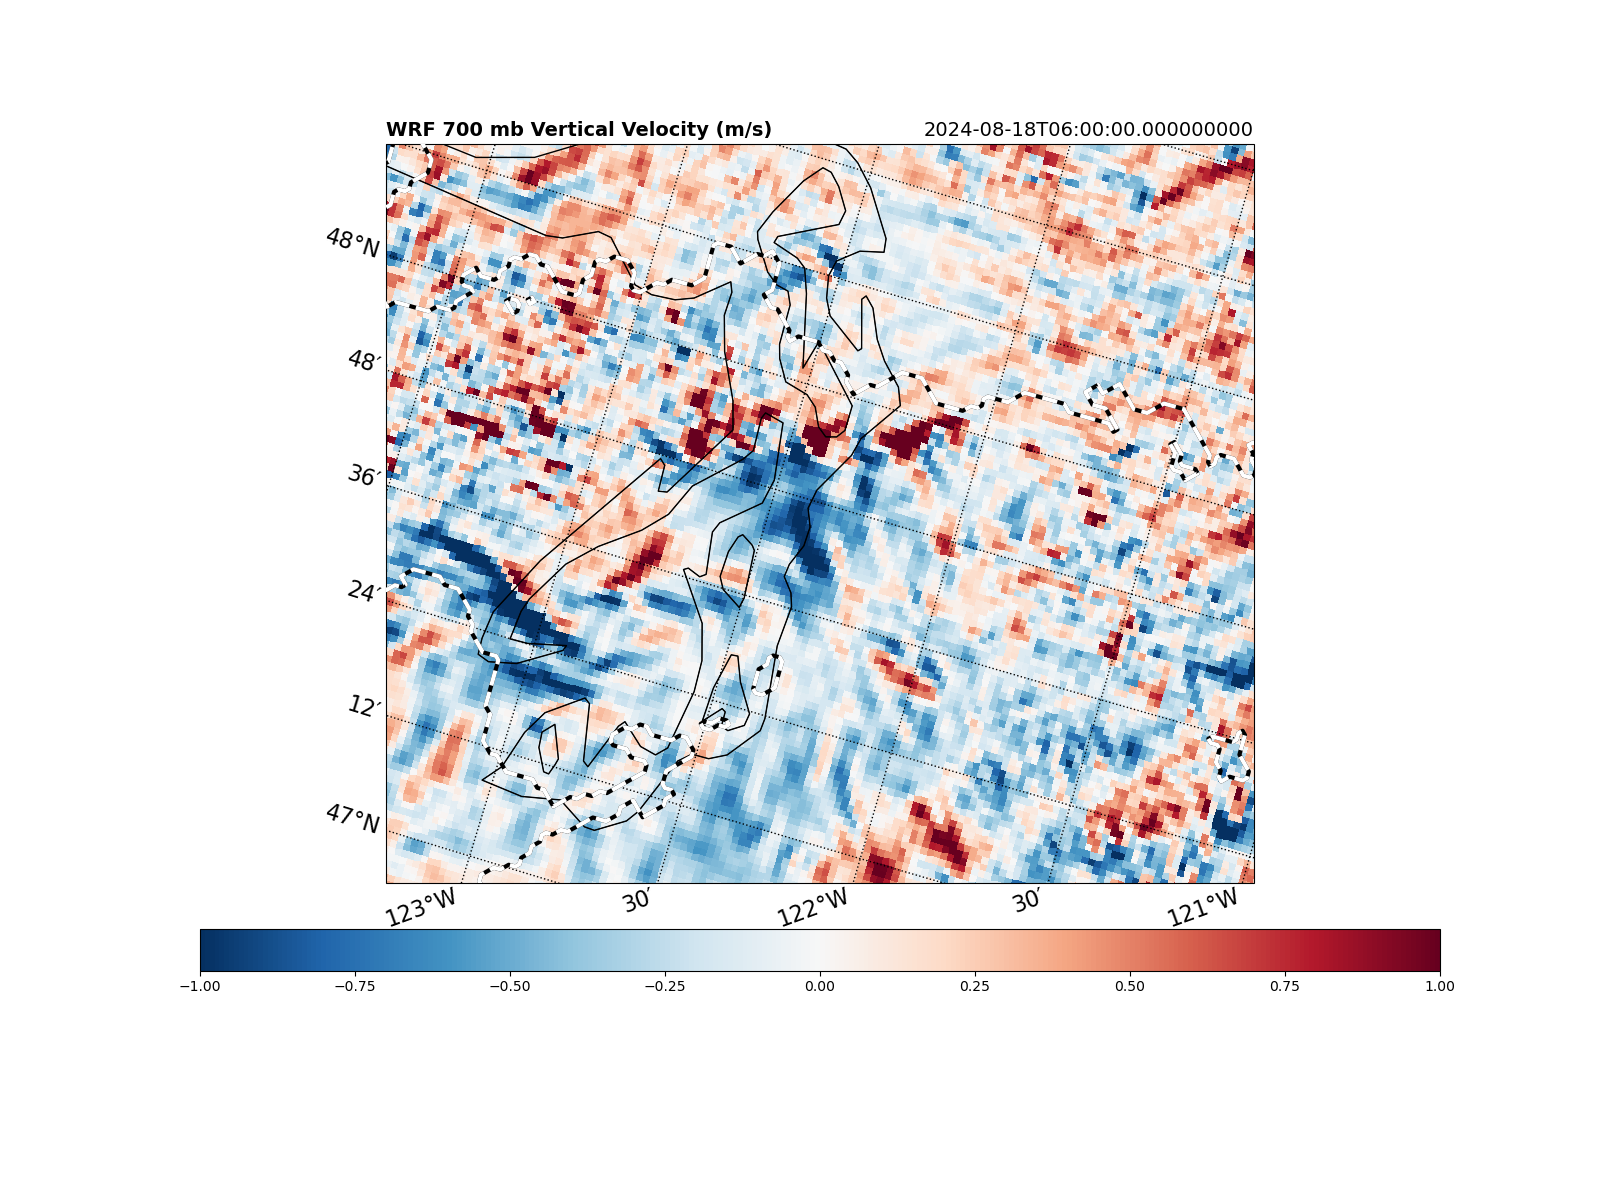 WRF 700 mb Vertical Velocity (m/s) 2024-08-18T06:00:00.000000000
48°N
48′
36′
24′
12′
47°N
123°W 30′ 122°W 30′ 121°W
−1.00 −0.75 −0.50 −0.25 0.00 0.25 0.50 0.75 1.00